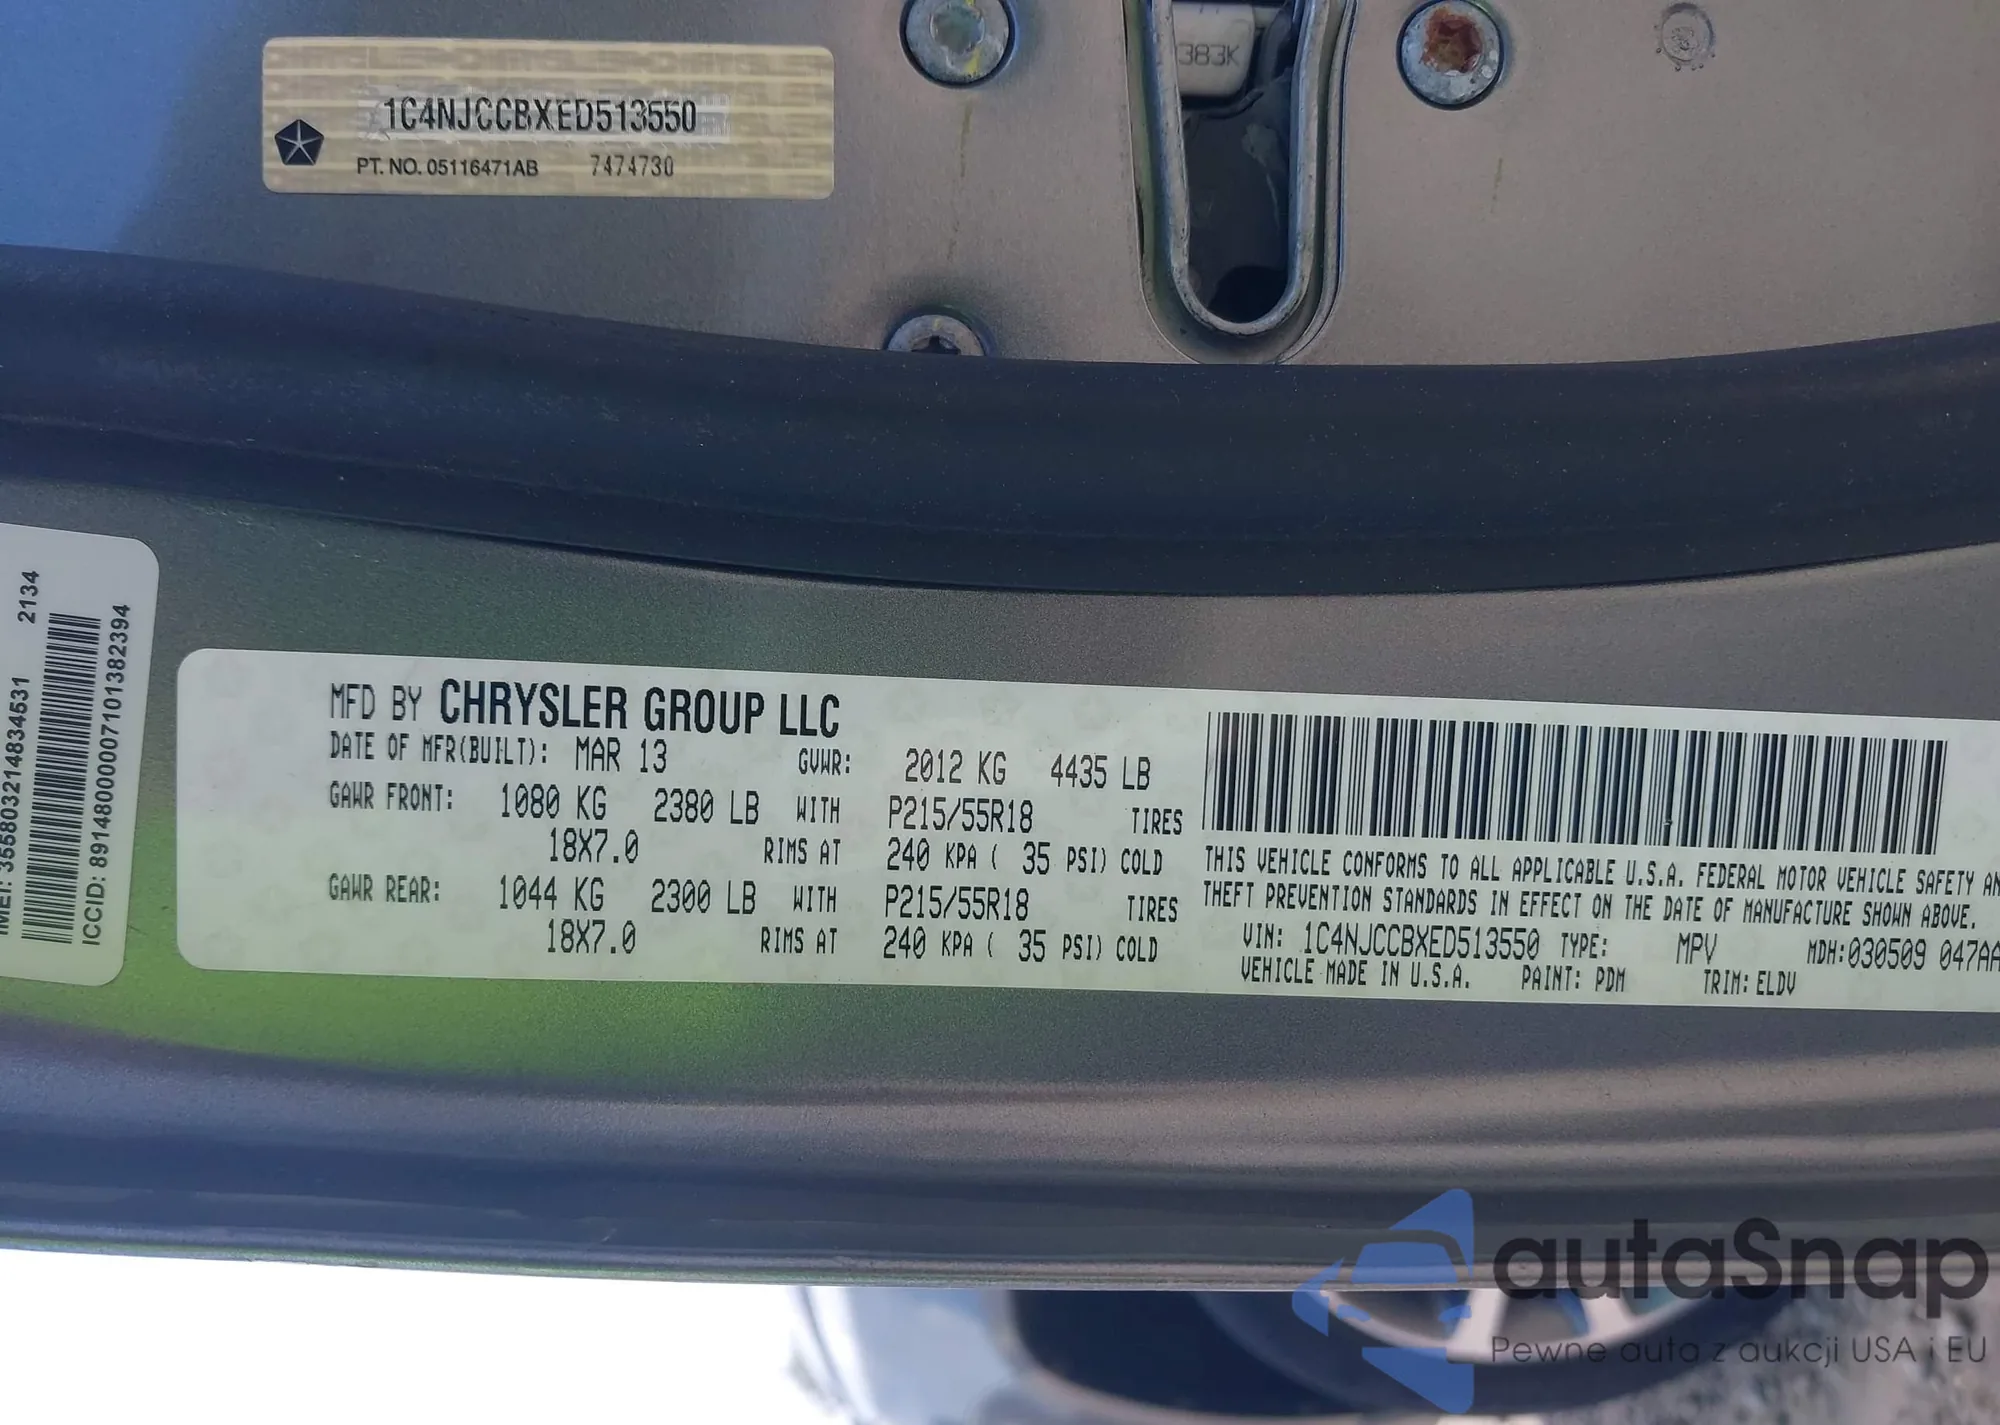 383K
1C4NJCCBXED513550
PT. NO. 05116471AB 7474730
2134
IMEI: 355803214834531
ICCID: 89148000007101382394
MFD BY CHRYSLER GROUP LLC
DATE OF MFR(BUILT): MAR 13 GVWR: 2012 KG 4435 LB
GAWR FRONT: 1080 KG 2380 LB WITH P215/55R18 TIRES
18X7.0 RIMS AT 240 KPA ( 35 PSI) COLD
GAWR REAR: 1044 KG 2300 LB WITH P215/55R18 TIRES
18X7.0 RIMS AT 240 KPA ( 35 PSI) COLD
THIS VEHICLE CONFORMS TO ALL APPLICABLE U.S.A. FEDERAL MOTOR VEHICLE SAFETY AN
THEFT PREVENTION STANDARDS IN EFFECT ON THE DATE OF MANUFACTURE SHOWN ABOVE.
VIN: 1C4NJCCBXED513550 TYPE: MPV MDH:030509 047AA
VEHICLE MADE IN U.S.A. PAINT: PDM TRIM: ELDV
autaSnap
Pewne auta z aukcji USA i EU